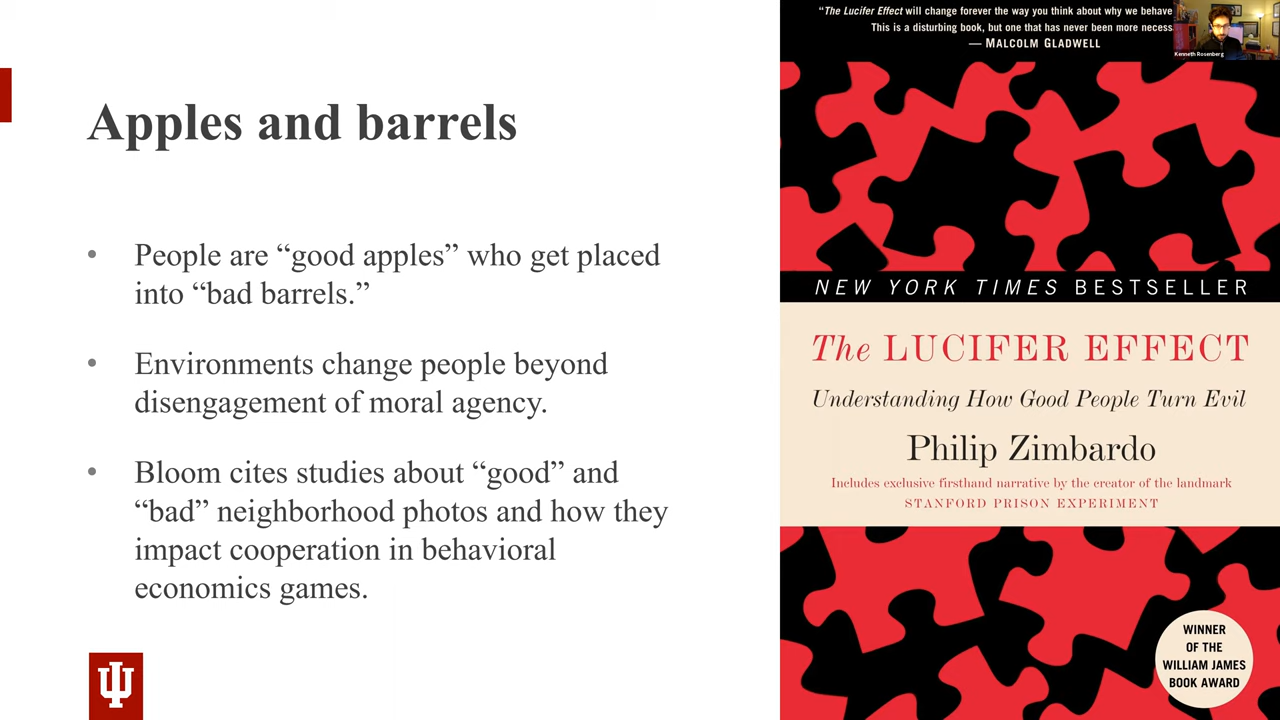 Apples and barrels
• People are “good apples” who get placed
into “bad barrels.”
• Environments change people beyond
disengagement of moral agency.
• Bloom cites studies about “good” and
“bad” neighborhood photos and how they
impact cooperation in behavioral
economics games.
“The Lucifer Effect will change forever the way you think about why we behave
This is a disturbing book, but one that has never been more necess
— MALCOLM GLADWELL
Kenneth Rosenberg
NEW YORK TIMES BESTSELLER
The LUCIFER EFFECT
Understanding How Good People Turn Evil
Philip Zimbardo
Includes exclusive firsthand narrative by the creator of the landmark
STANFORD PRISON EXPERIMENT
WINNER
OF THE
WILLIAM JAMES
BOOK AWARD